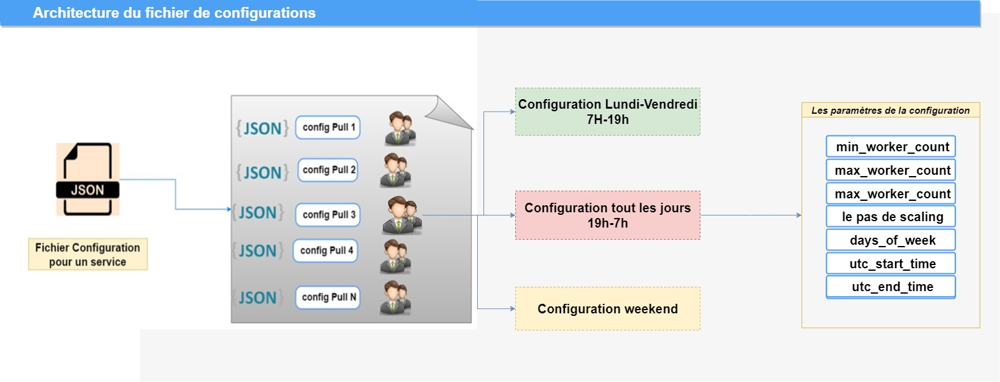 Architecture du fichier de configurations
JSON
Fichier Configuration
pour un service
{JSON} config Pull 1
{JSON} config Pull 2
{JSON} config Pull 3
{JSON} config Pull 4
{JSON} config Pull N
Configuration Lundi-Vendredi
7H-19h
Configuration tout les jours
19h-7h
Configuration weekend
Les paramètres de la configuration
min_worker_count
max_worker_count
max_worker_count
le pas de scaling
days_of_week
utc_start_time
utc_end_time